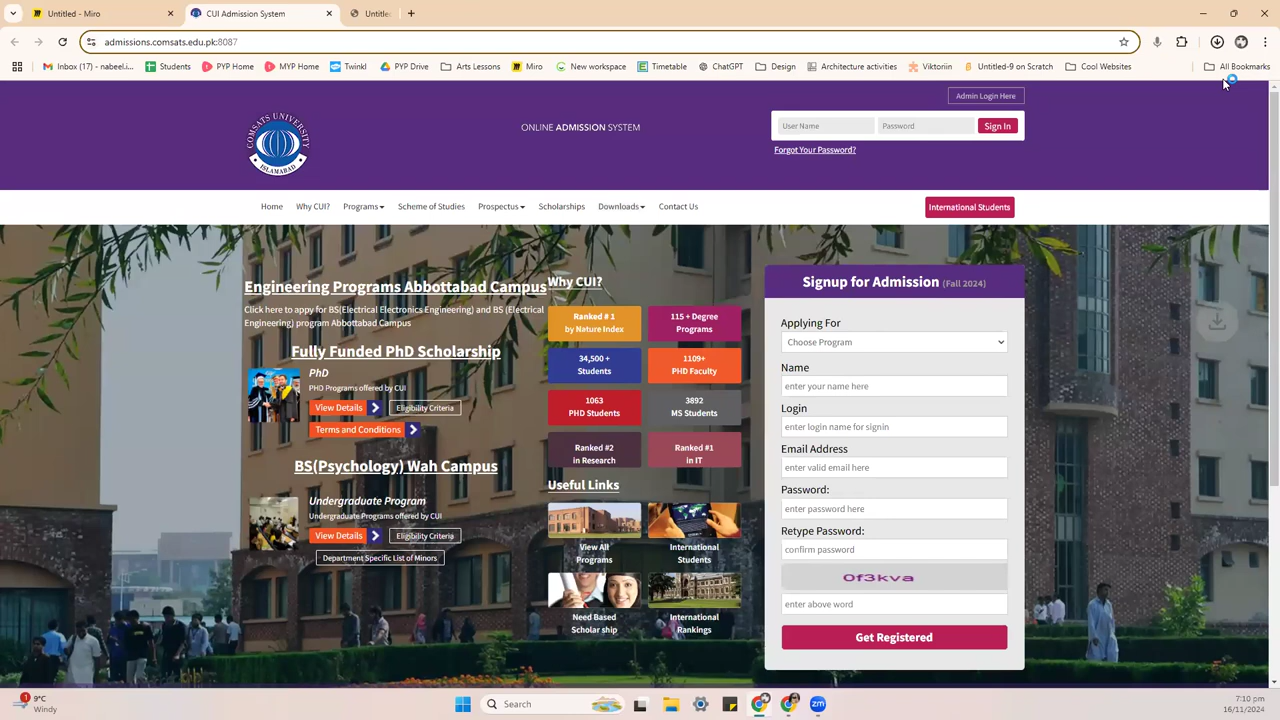 Untitled - Miro
CUI Admission System
Untitle
admissions.comsats.edu.pk:8087
Inbox (17) - nabeel.i...
Students
PYP Home
MYP Home
Twinkl
PYP Drive
Arts Lessons
Miro
New workspace
Timetable
ChatGPT
Design
Architecture activities
Viktoriin
Untitled-9 on Scratch
Cool Websites
All Bookmarks
Admin Login Here
COMSATS UNIVERSITY
ISLAMABAD
ONLINE ADMISSION SYSTEM
User Name
Password
Sign In
Forgot Your Password?
Home
Why CUI?
Programs
Scheme of Studies
Prospectus
Scholarships
Downloads
Contact Us
International Students
Engineering Programs Abbottabad Campus
Click here to appy for BS(Electrical Electronics Engineering) and BS (Electrical
Engineering) program Abbottabad Campus
Fully Funded PhD Scholarship
PhD
PHD Programs offered by CUI
View Details
Eligibility Criteria
Terms and Conditions
BS(Psychology) Wah Campus
Undergraduate Program
Undergraduate Programs offered by CUI
View Details
Eligibility Criteria
Department Specific List of Minors
Why CUI?
Ranked # 1
by Nature Index
115 + Degree
Programs
34,500 +
Students
1109+
PHD Faculty
1063
PHD Students
3892
MS Students
Ranked #2
in Research
Ranked #1
in IT
Useful Links
View All
Programs
International
Students
Need Based
Scholar ship
International
Rankings
Signup for Admission (Fall 2024)
Applying For
Choose Program
Name
enter your name here
Login
enter login name for signin
Email Address
enter valid email here
Password:
enter password here
Retype Password:
confirm password
0f3kva
enter above word
Get Registered
1
9°C
Windy
Search
zm
7:10 pm
16/11/2024